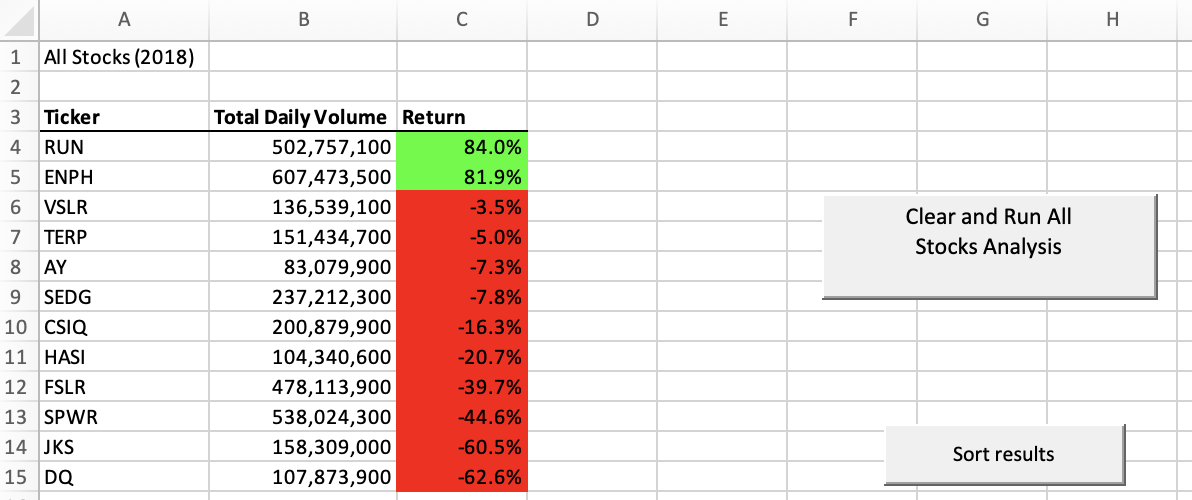 A B C D E F G H
1 All Stocks (2018)
2
3 Ticker Total Daily Volume Return
4 RUN 502,757,100 84.0%
5 ENPH 607,473,500 81.9%
6 VSLR 136,539,100 -3.5%
Clear and Run All
7 TERP 151,434,700 -5.0%
Stocks Analysis
8 AY 83,079,900 -7.3%
9 SEDG 237,212,300 -7.8%
10 CSIQ 200,879,900 -16.3%
11 HASI 104,340,600 -20.7%
12 FSLR 478,113,900 -39.7%
13 SPWR 538,024,300 -44.6%
14 JKS 158,309,000 -60.5%
Sort results
15 DQ 107,873,900 -62.6%